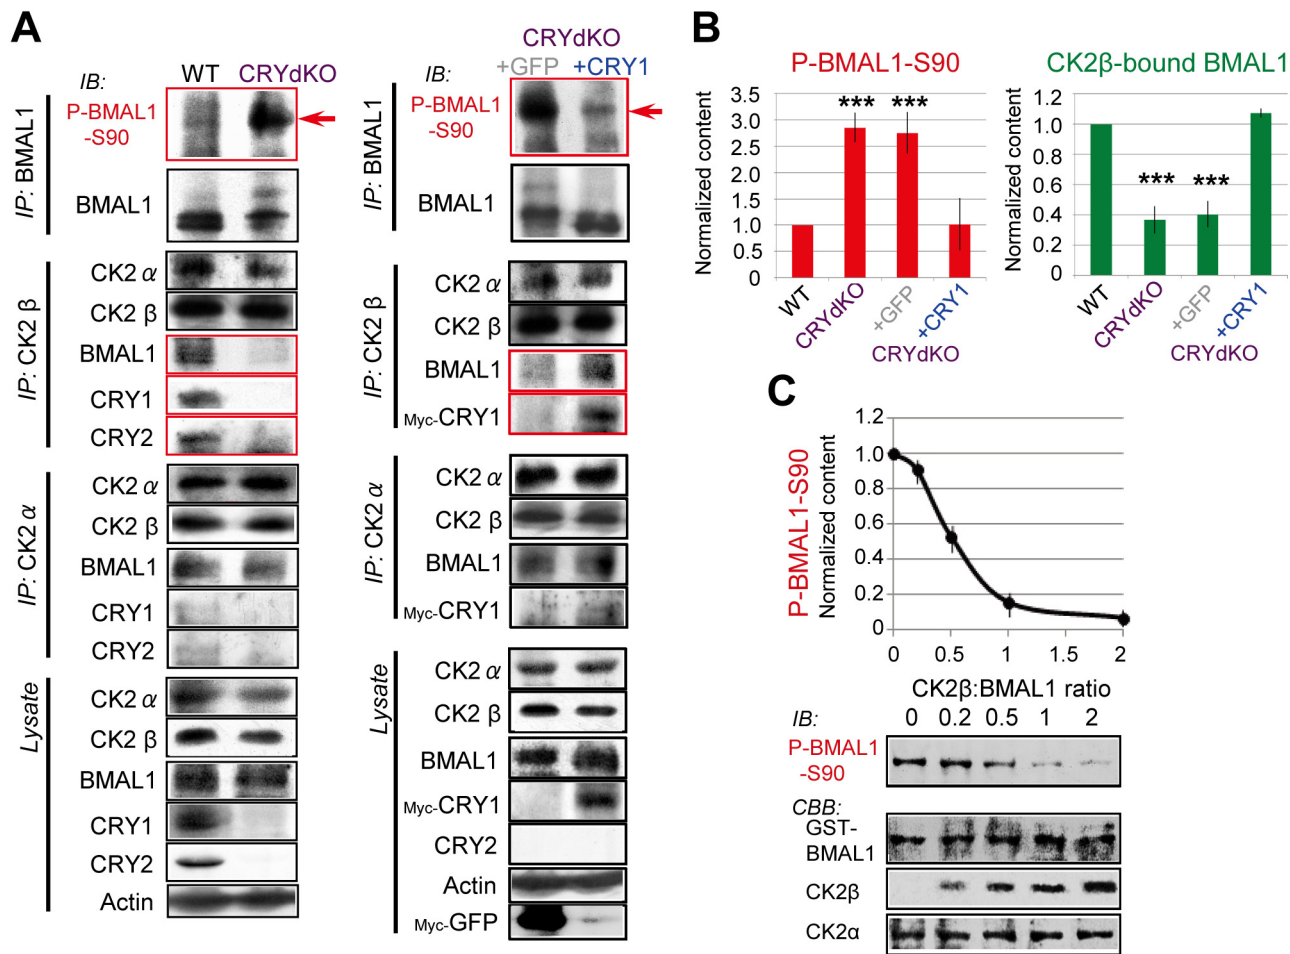 A
IB:
WT CRYdKO
P-BMAL1
-S90
IP: BMAL1
BMAL1
CK2 α
CK2 β
IP: CK2 β
BMAL1
CRY1
CRY2
CK2 α
CK2 β
IP: CK2 α
BMAL1
CRY1
CRY2
CK2 α
CK2 β
Lysate
BMAL1
CRY1
CRY2
Actin
CRYdKO
IB: +GFP +CRY1
P-BMAL1
-S90
IP: BMAL1
BMAL1
CK2 α
CK2 β
IP: CK2 β
BMAL1
Myc-CRY1
CK2 α
CK2 β
IP: CK2 α
BMAL1
Myc-CRY1
CK2 α
CK2 β
Lysate
BMAL1
Myc-CRY1
CRY2
Actin
Myc-GFP
B
P-BMAL1-S90
Normalized content
3.5
3.0
2.5
2.0
1.5
1.0
0.5
0
*** ***
WT
CRYdKO
+GFP
+CRY1
CRYdKO
CK2β-bound BMAL1
Normalized content
1.2
1.0
0.8
0.6
0.4
0.2
0
*** ***
WT
CRYdKO
+GFP
+CRY1
CRYdKO
C
P-BMAL1-S90
Normalized content
1.2
1.0
0.8
0.6
0.4
0.2
0
0 0.5 1 1.5 2
CK2β:BMAL1 ratio
IB: 0 0.2 0.5 1 2
P-BMAL1
-S90
CBB:
GST-
BMAL1
CK2β
CK2α